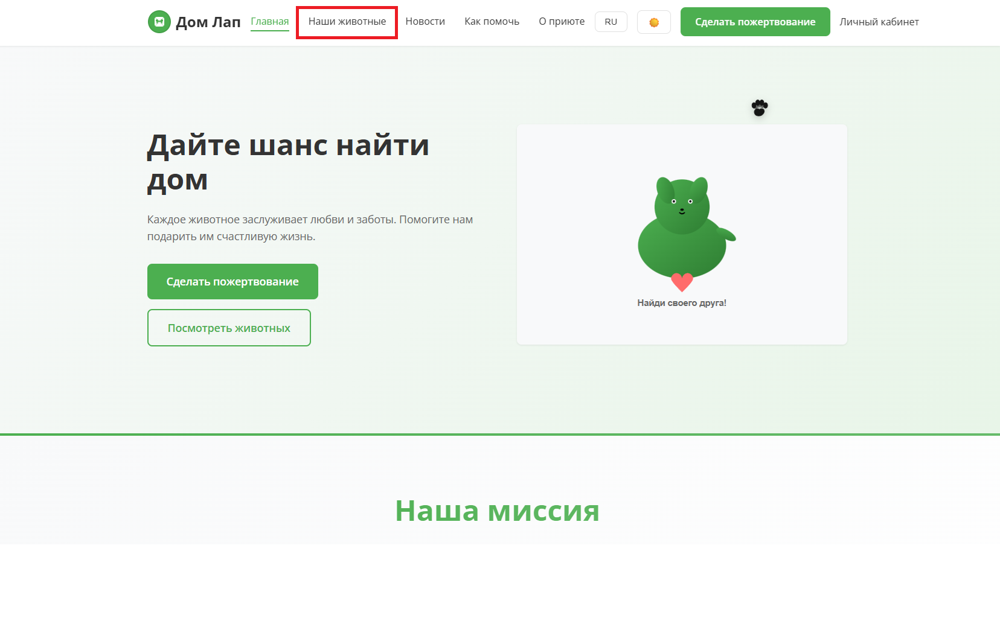 Дом Лап
Главная
Наши животные
Новости
Как помочь
О приюте
RU
Сделать пожертвование
Личный кабинет
Дайте шанс найти
дом
Каждое животное заслуживает любви и заботы. Помогите нам
подарить им счастливую жизнь.
Сделать пожертвование
Посмотреть животных
Найди своего друга!
Наша миссия